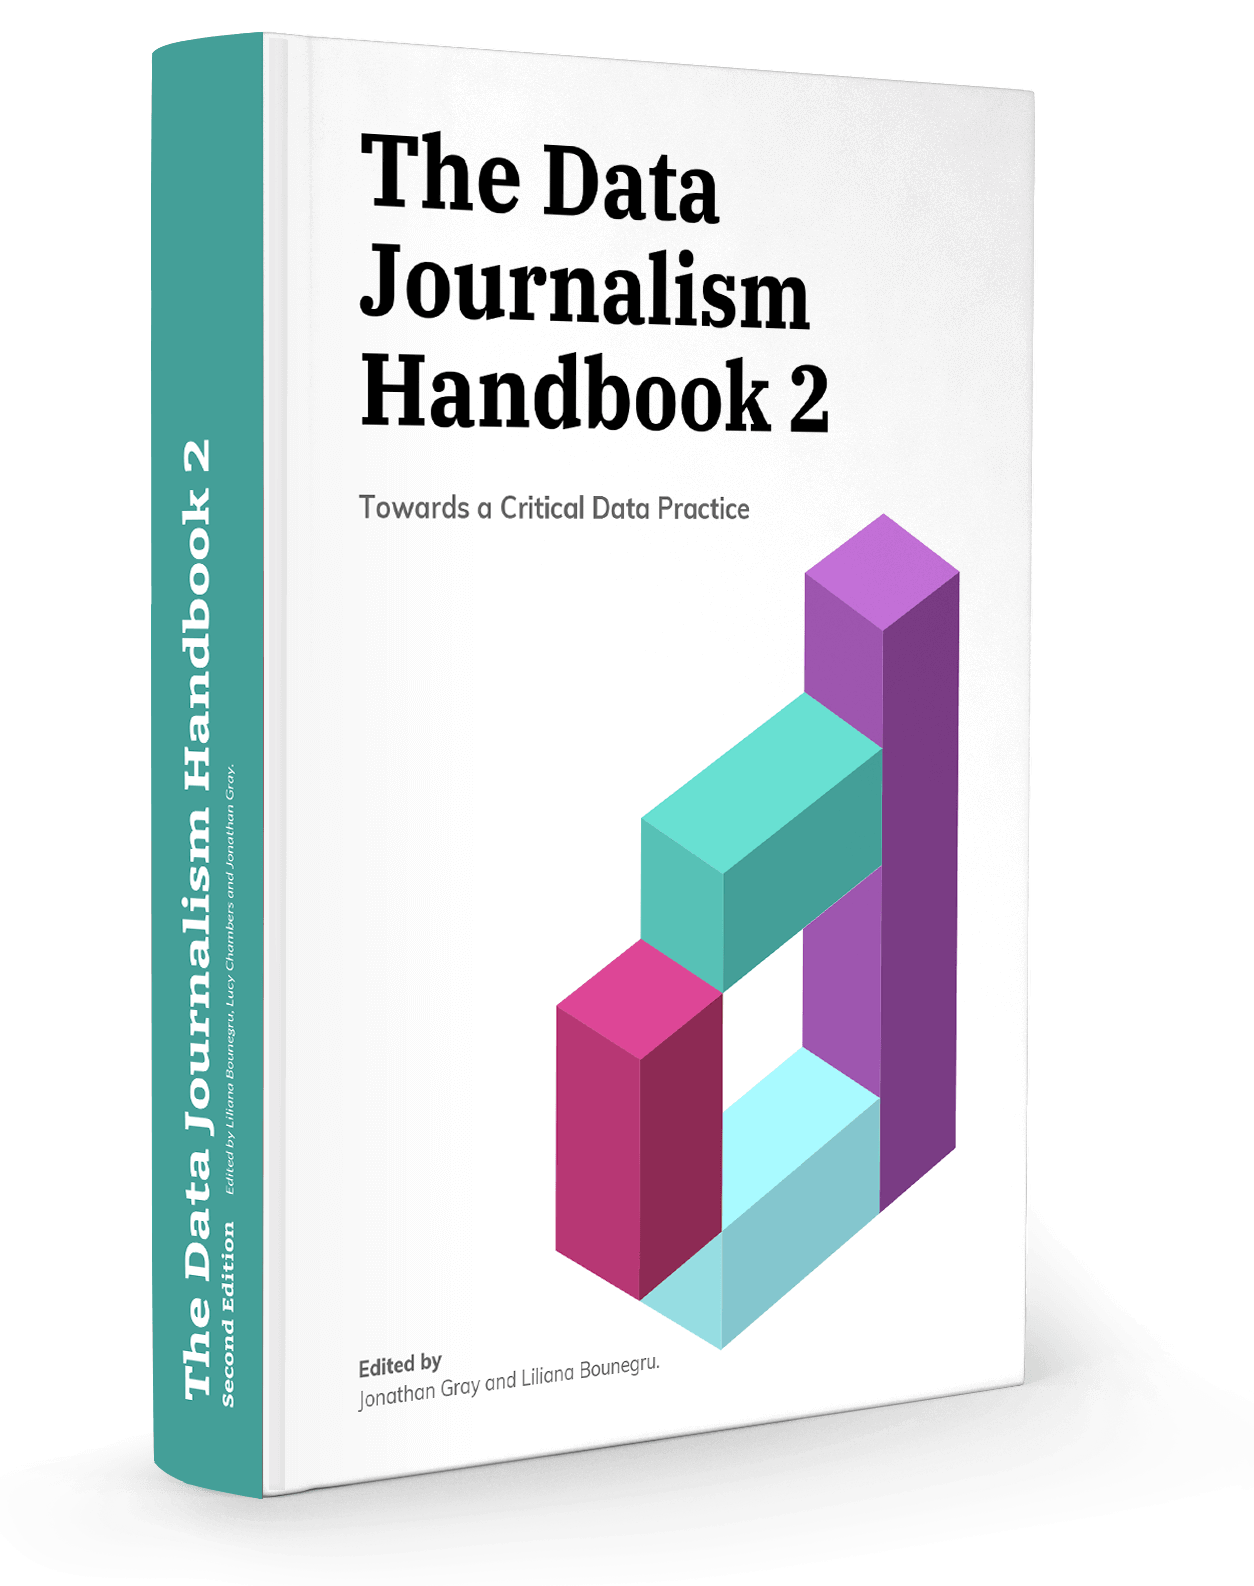 The Data
Journalism
Handbook 2
Towards a Critical Data Practice
Edited by
Jonathan Gray and Liliana Bounegru.
The Data Journalism Handbook 2
Second Edition
Edited by Liliana Bounegru, Lucy Chambers and Jonathan Gray.